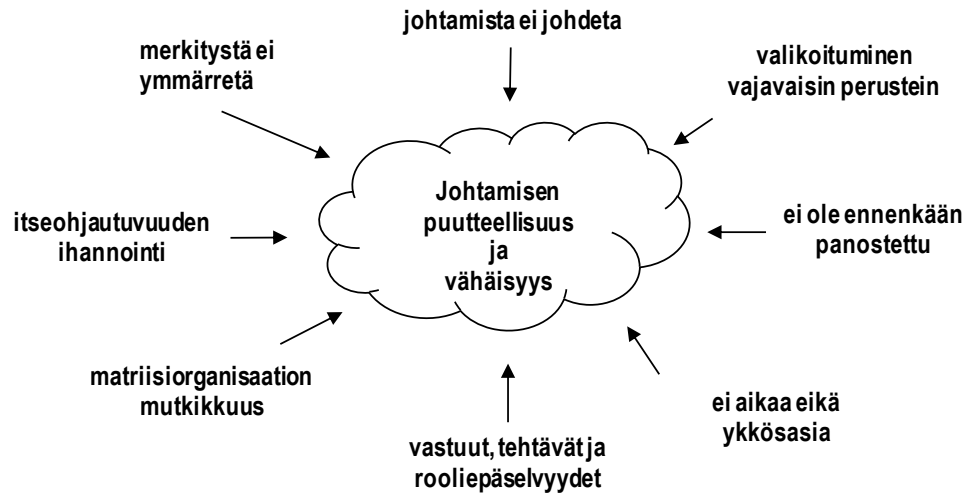 johtamista ei johdeta
merkitystä ei
ymmärretä
valikoituminen
vajavaisin perustein
Johtamisen
puutteellisuus
ja
vähäisyys
itseohjautuvuuden
ihannointi
ei ole ennenkään
panostettu
matriisiorganisaation
mutkikkuus
ei aikaa eikä
ykkösasia
vastuut, tehtävät ja
rooliepäselvyydet